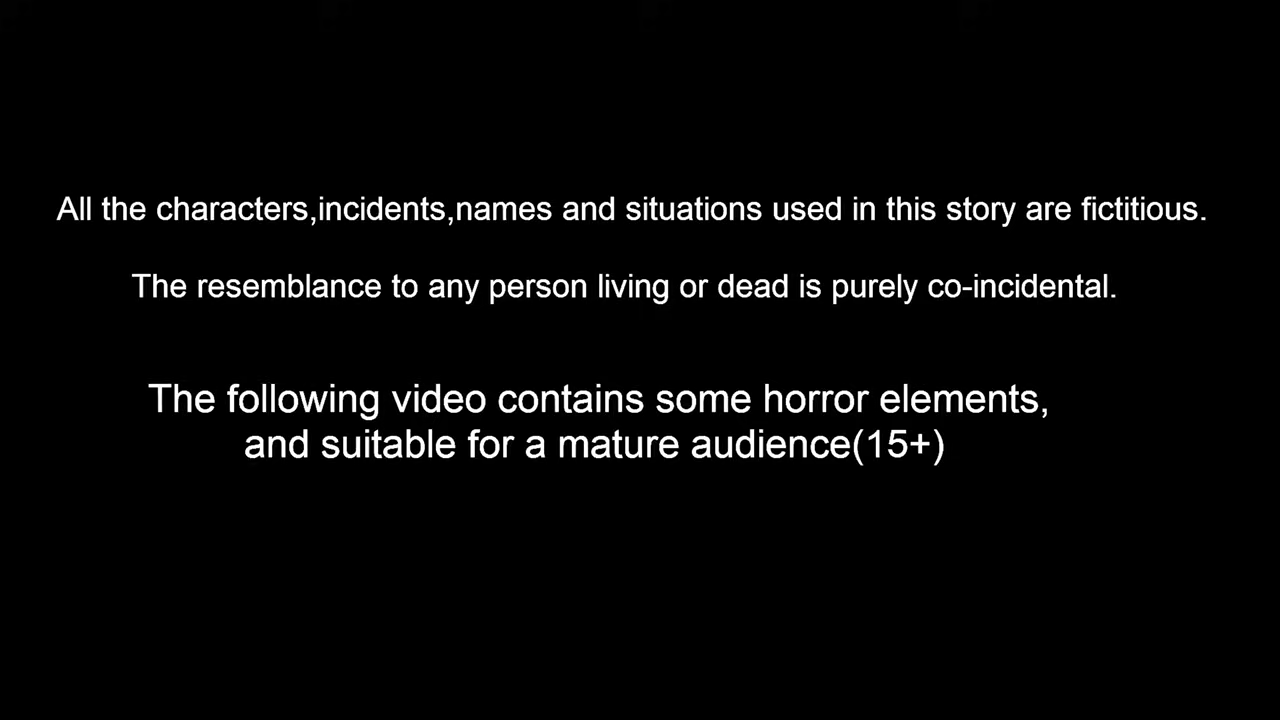 All the characters,incidents,names and situations used in this story are fictitious.
The resemblance to any person living or dead is purely co-incidental.
The following video contains some horror elements,
and suitable for a mature audience(15+)